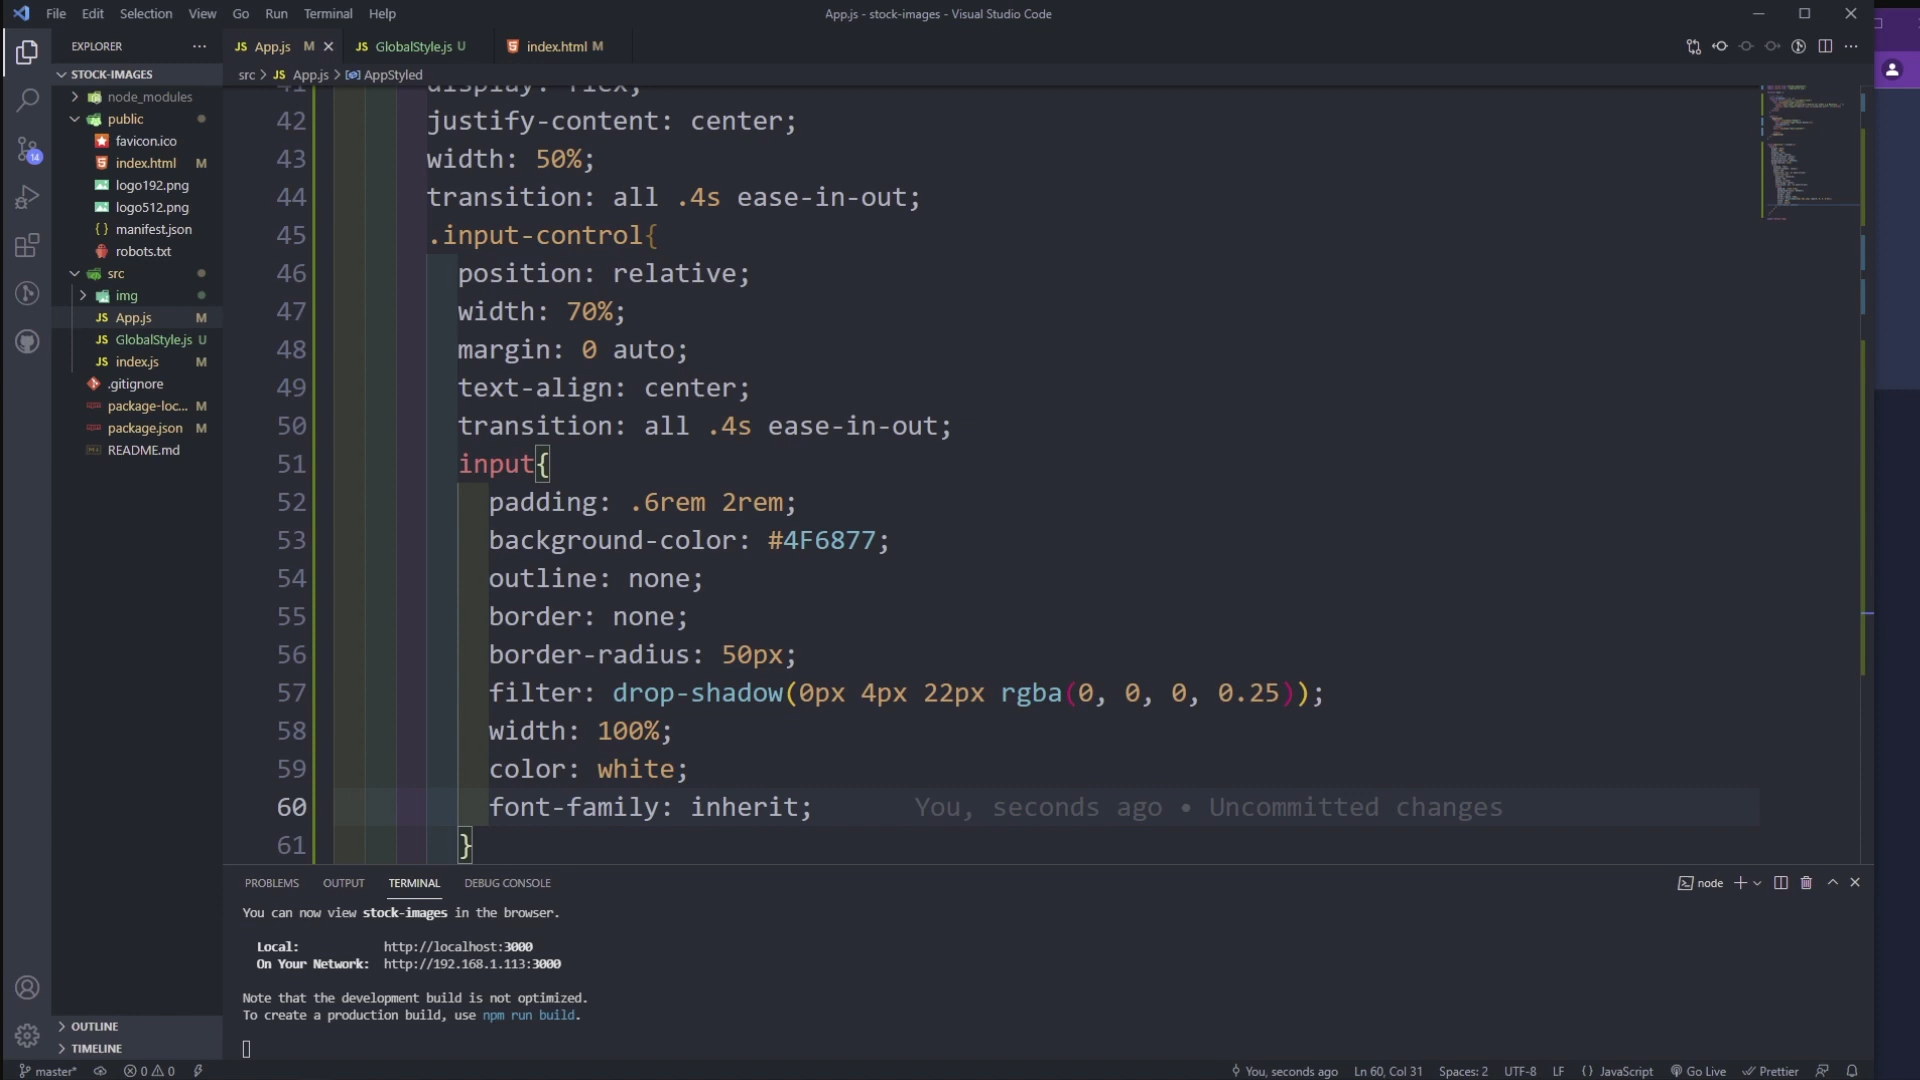 File Edit Selection View Go Run Terminal Help
App.js - stock-images - Visual Studio Code
EXPLORER
STOCK-IMAGES
node_modules
public
favicon.ico
index.html M
logo192.png
logo512.png
{} manifest.json
robots.txt
src
img
JS App.js M
JS GlobalStyle.js U
JS index.js M
.gitignore
package-loc... M
package.json M
README.md
OUTLINE
TIMELINE
14
JS App.js M
JS GlobalStyle.js U
index.html M
src > JS App.js > AppStyled
41 display: flex;
42 justify-content: center;
43 width: 50%;
44 transition: all .4s ease-in-out;
45 .input-control{
46 position: relative;
47 width: 70%;
48 margin: 0 auto;
49 text-align: center;
50 transition: all .4s ease-in-out;
51 input{
52 padding: .6rem 2rem;
53 background-color: #4F6877;
54 outline: none;
55 border: none;
56 border-radius: 50px;
57 filter: drop-shadow(0px 4px 22px rgba(0, 0, 0, 0.25));
58 width: 100%;
59 color: white;
60 font-family: inherit; You, seconds ago • Uncommitted changes
61 }
PROBLEMS OUTPUT TERMINAL DEBUG CONSOLE
node
You can now view stock-images in the browser.
Local: http://localhost:3000
On Your Network: http://192.168.1.113:3000
Note that the development build is not optimized.
To create a production build, use npm run build.
master* 0 0
You, seconds ago Ln 60, Col 31 Spaces: 2 UTF-8 LF {} JavaScript Go Live Prettier